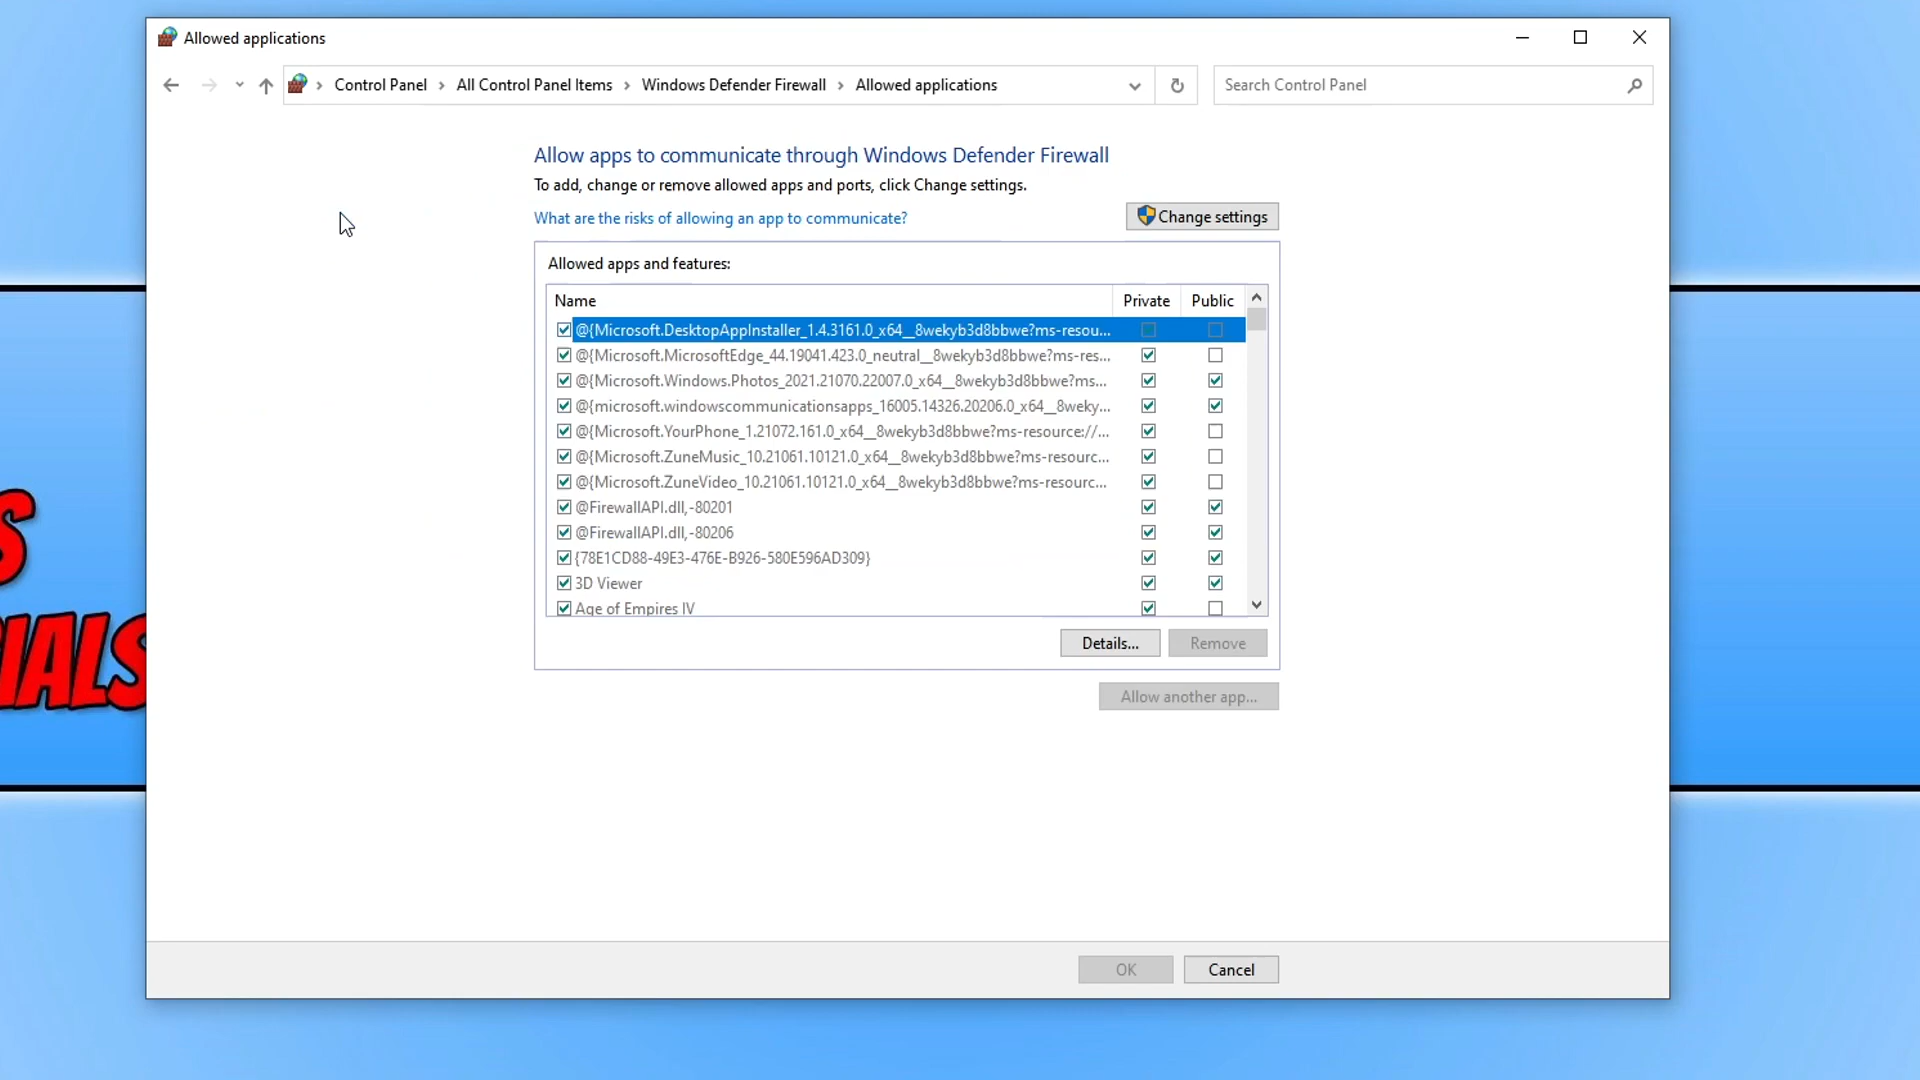 Allowed applications
Control Panel > All Control Panel Items > Windows Defender Firewall > Allowed applications
Search Control Panel
Allow apps to communicate through Windows Defender Firewall
To add, change or remove allowed apps and ports, click Change settings.
What are the risks of allowing an app to communicate?
Change settings
Allowed apps and features:
Name Private Public
@{Microsoft.DesktopAppInstaller_1.4.3161.0_x64__8wekyb3d8bbwe?ms-resou...
@{Microsoft.MicrosoftEdge_44.19041.423.0_neutral__8wekyb3d8bbwe?ms-res...
@{Microsoft.Windows.Photos_2021.21070.22007.0_x64__8wekyb3d8bbwe?ms...
@{microsoft.windowscommunicationsapps_16005.14326.20206.0_x64__8weky...
@{Microsoft.YourPhone_1.21072.161.0_x64__8wekyb3d8bbwe?ms-resource://...
@{Microsoft.ZuneMusic_10.21061.10121.0_x64__8wekyb3d8bbwe?ms-resourc...
@{Microsoft.ZuneVideo_10.21061.10121.0_x64__8wekyb3d8bbwe?ms-resourc...
@FirewallAPI.dll,-80201
@FirewallAPI.dll,-80206
{78E1CD88-49E3-476E-B926-580E596AD309}
3D Viewer
Age of Empires IV
Details... Remove
Allow another app...
OK Cancel
S
IALS